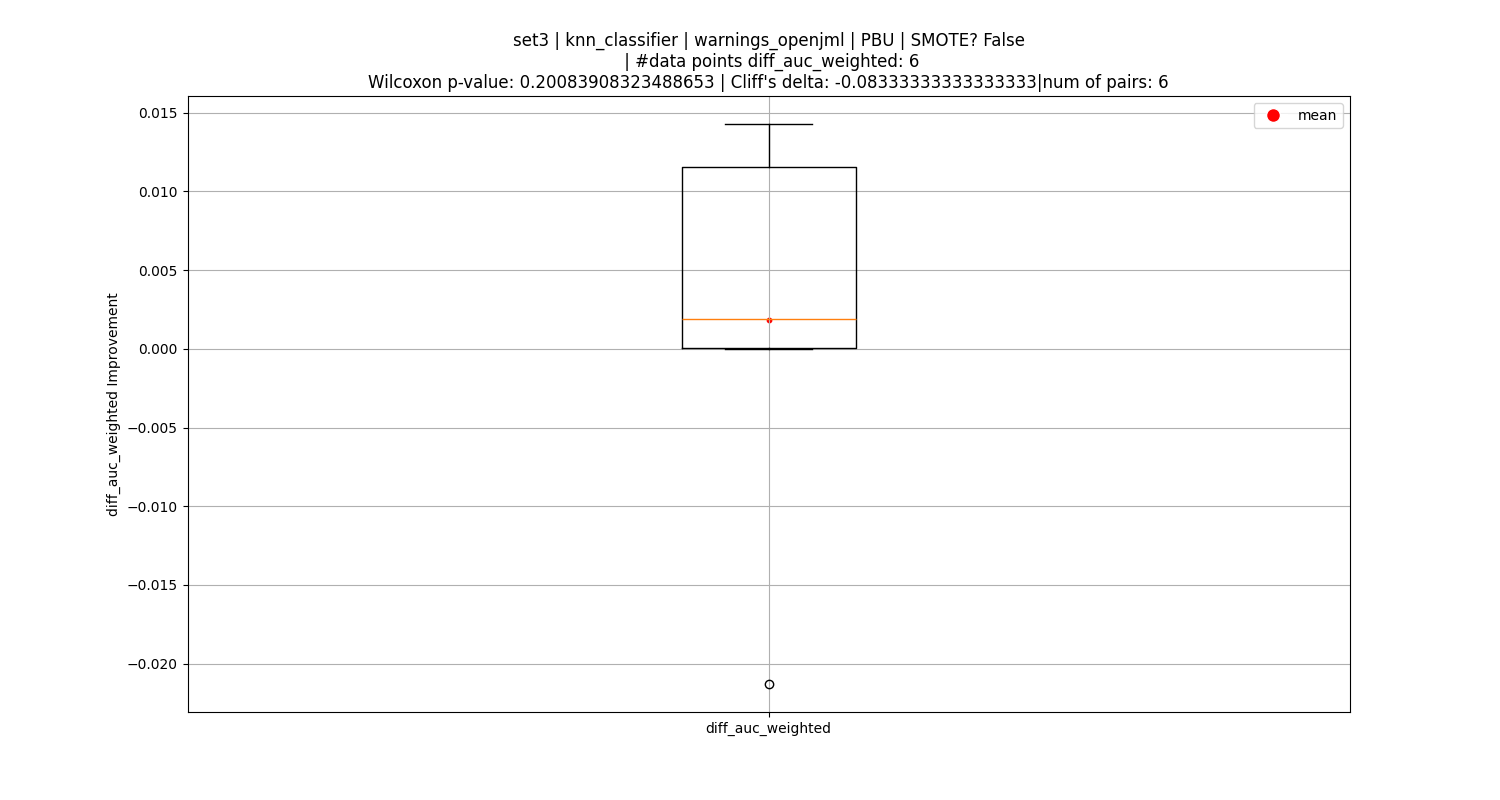 set3 | knn_classifier | warnings_openjml | PBU | SMOTE? False
| #data points diff_auc_weighted: 6
Wilcoxon p-value: 0.20083908323488653 | Cliff's delta: -0.08333333333333333|num of pairs: 6
mean
0.015
0.010
0.005
0.000
−0.005
−0.010
−0.015
−0.020
diff_auc_weighted Improvement
diff_auc_weighted